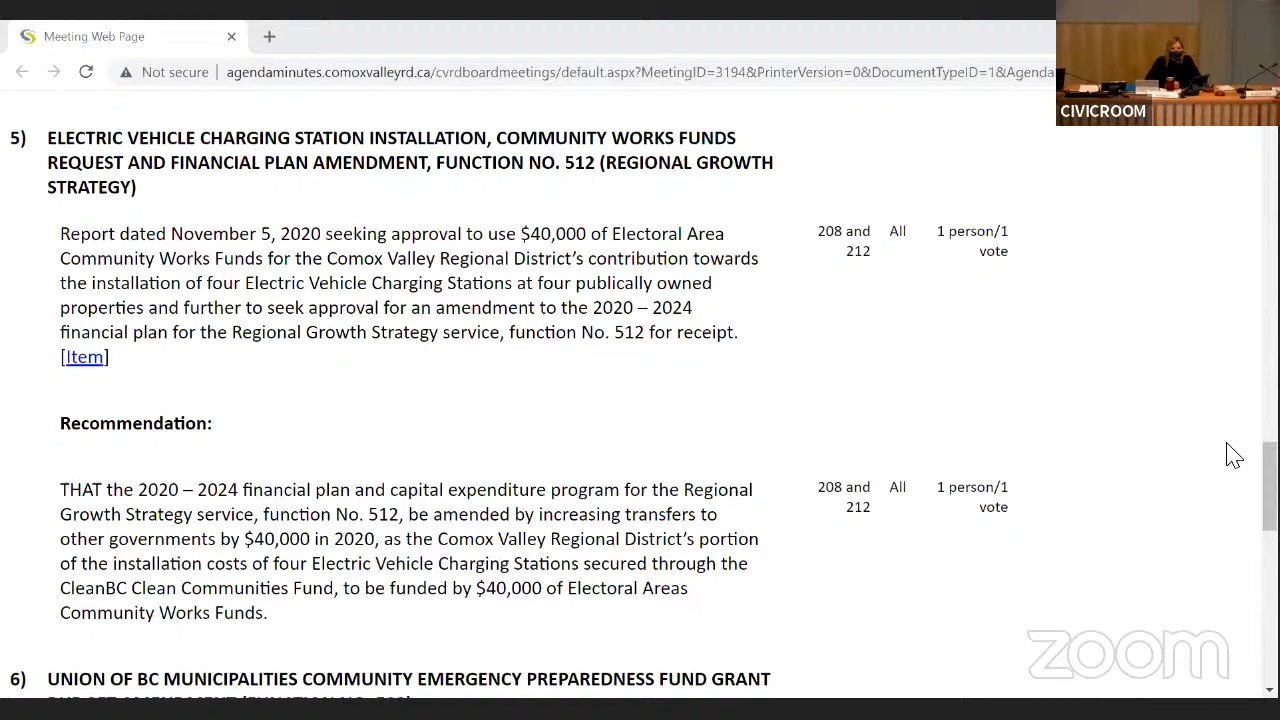 Meeting Web Page
Not secure
agendaminutes.comoxvalleyrd.ca/cvrdboardmeetings/default.aspx?MeetingID=3194&PrinterVersion=0&DocumentTypeID=1&Agenda
CIVICROOM
5) ELECTRIC VEHICLE CHARGING STATION INSTALLATION, COMMUNITY WORKS FUNDS
REQUEST AND FINANCIAL PLAN AMENDMENT, FUNCTION NO. 512 (REGIONAL GROWTH
STRATEGY)
Report dated November 5, 2020 seeking approval to use $40,000 of Electoral Area
Community Works Funds for the Comox Valley Regional District's contribution towards
the installation of four Electric Vehicle Charging Stations at four publically owned
properties and further to seek approval for an amendment to the 2020 – 2024
financial plan for the Regional Growth Strategy service, function No. 512 for receipt.
[Item]
208 and All 1 person/1
212 vote
Recommendation:
THAT the 2020 – 2024 financial plan and capital expenditure program for the Regional
Growth Strategy service, function No. 512, be amended by increasing transfers to
other governments by $40,000 in 2020, as the Comox Valley Regional District's portion
of the installation costs of four Electric Vehicle Charging Stations secured through the
CleanBC Clean Communities Fund, to be funded by $40,000 of Electoral Areas
Community Works Funds.
208 and All 1 person/1
212 vote
6) UNION OF BC MUNICIPALITIES COMMUNITY EMERGENCY PREPAREDNESS FUND GRANT
zoom